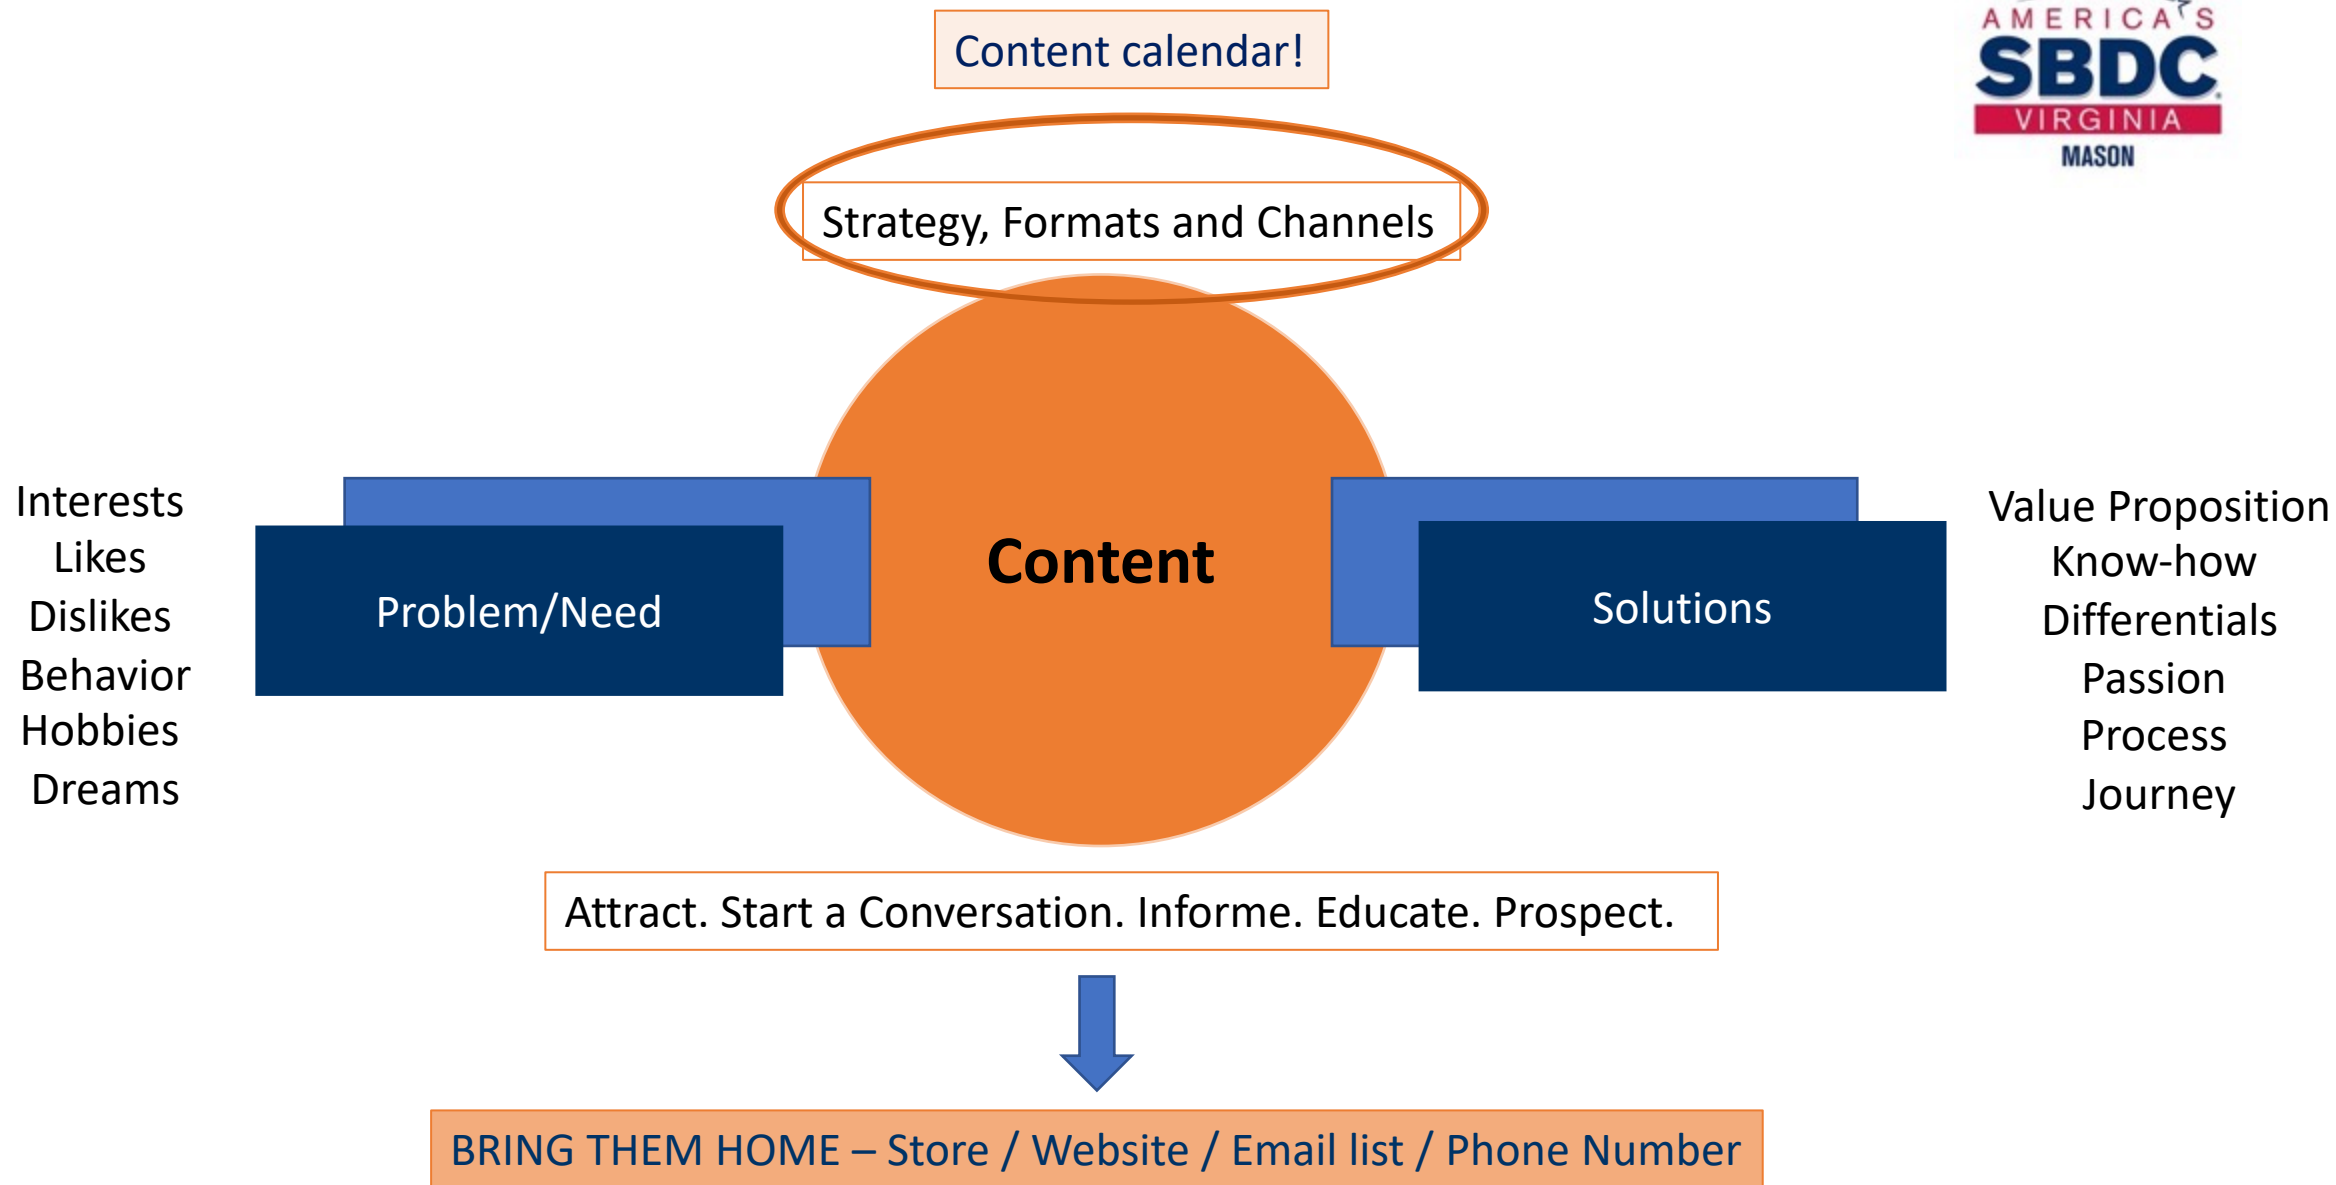 Content calendar!
AMERICA'S
SBDC
VIRGINIA
MASON
Strategy, Formats and Channels
Interests
Likes
Dislikes
Behavior
Hobbies
Dreams
Problem/Need
Content
Solutions
Value Proposition
Know-how
Differentials
Passion
Process
Journey
Attract. Start a Conversation. Informe. Educate. Prospect.
BRING THEM HOME – Store / Website / Email list / Phone Number